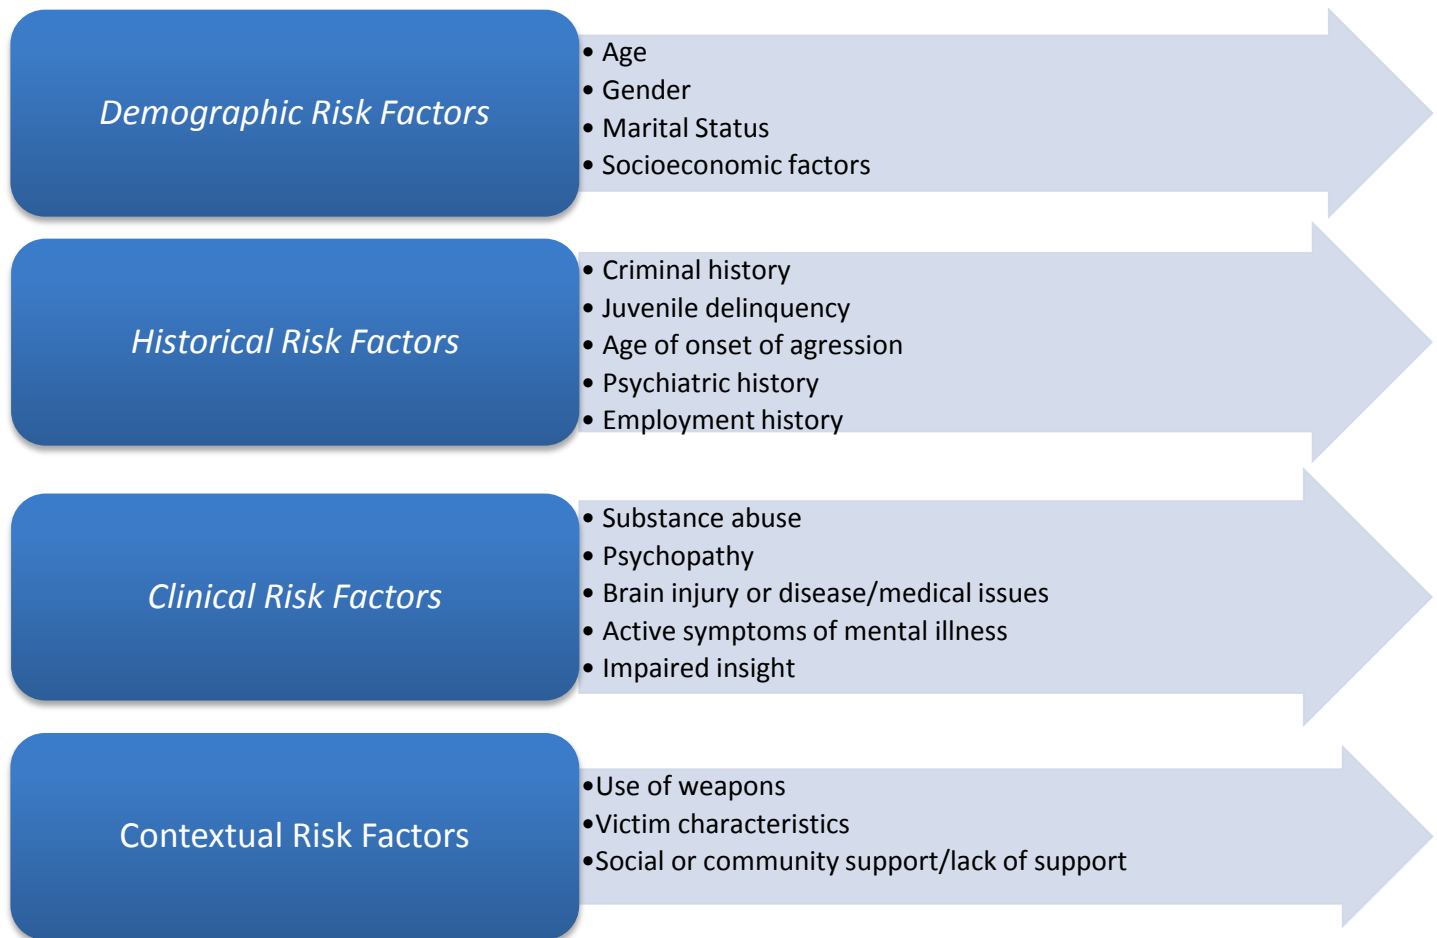 Demographic Risk Factors
• Age
• Gender
• Marital Status
• Socioeconomic factors
Historical Risk Factors
• Criminal history
• Juvenile delinquency
• Age of onset of agression
• Psychiatric history
• Employment history
Clinical Risk Factors
• Substance abuse
• Psychopathy
• Brain injury or disease/medical issues
• Active symptoms of mental illness
• Impaired insight
Contextual Risk Factors
•Use of weapons
•Victim characteristics
•Social or community support/lack of support